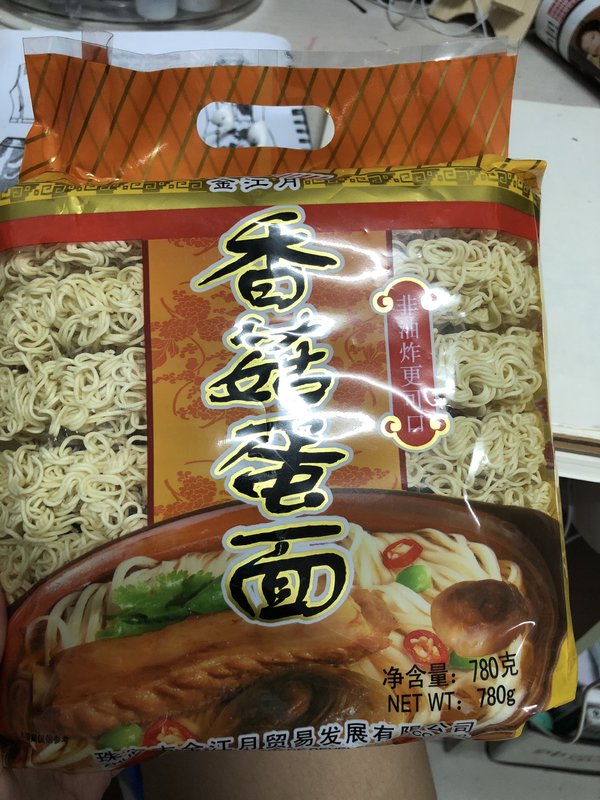 金江月
香菇蛋面
非油炸更可口
净含量：780克
NET WT：780g
金江月贸易发展有限公司